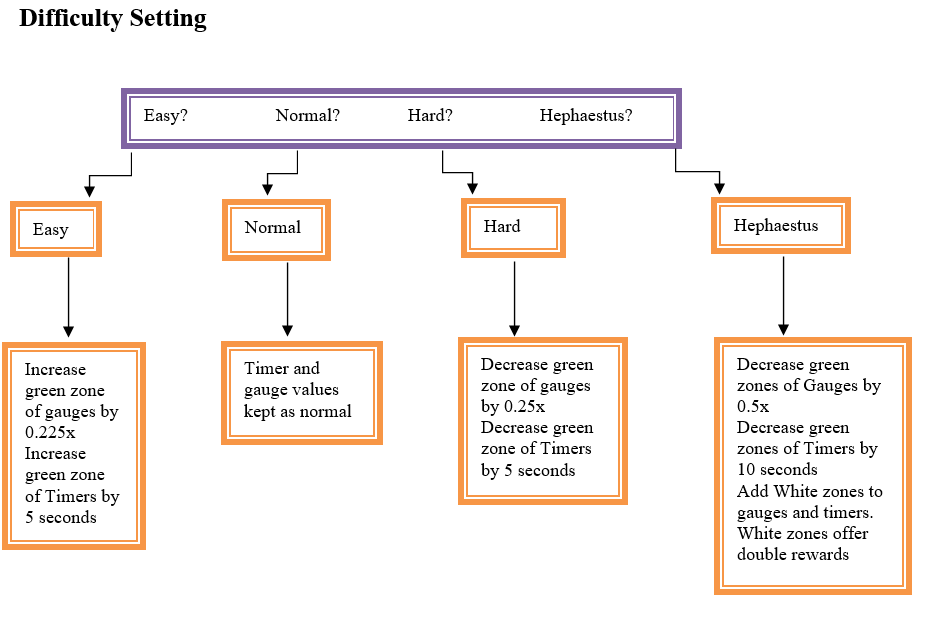 Difficulty Setting
Easy? Normal? Hard? Hephaestus?
Easy
Normal
Hard
Hephaestus
Increase
green zone
of gauges by
0.225x
Increase
green zone
of Timers by
5 seconds
Timer and
gauge values
kept as normal
Decrease green
zone of gauges
by 0.25x
Decrease green
zone of Timers
by 5 seconds
Decrease green
zones of Gauges by
0.5x
Decrease green
zones of Timers by
10 seconds
Add White zones to
gauges and timers.
White zones offer
double rewards